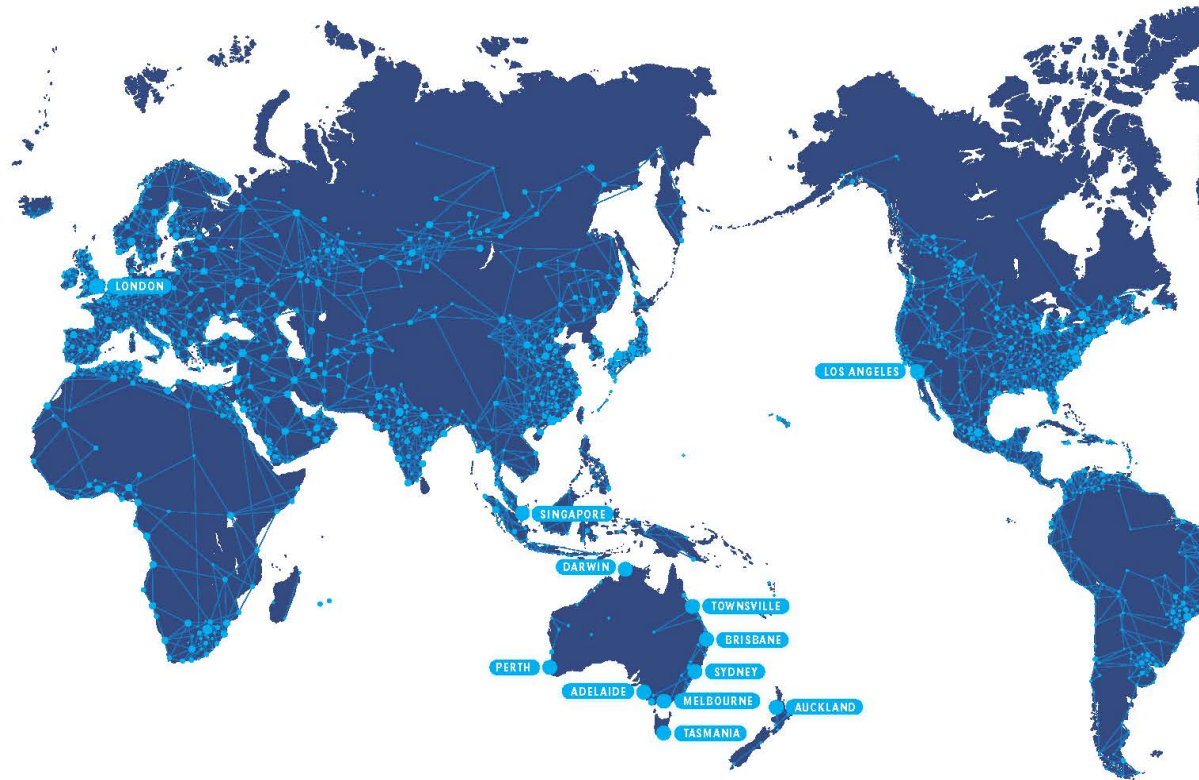 LONDON
LOS ANGELES
SINGAPORE
DARWIN
TOWNSVILLE
BRISBANE
PERTH
SYDNEY
ADELAIDE
MELBOURNE
AUCKLAND
TASMANIA